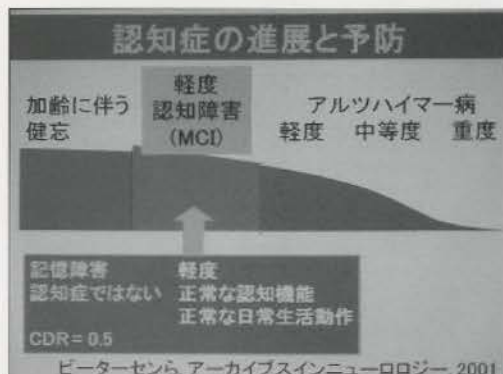 認知症の進展と予防
加齢に伴う
健忘
軽度
認知障害
(MCI)
アルツハイマー病
軽度 中等度 重度
記憶障害 軽度
認知症ではない 正常な認知機能
正常な日常生活動作
CDR = 0.5
ピーターセンら アーカイブスインニューロロジー 2001